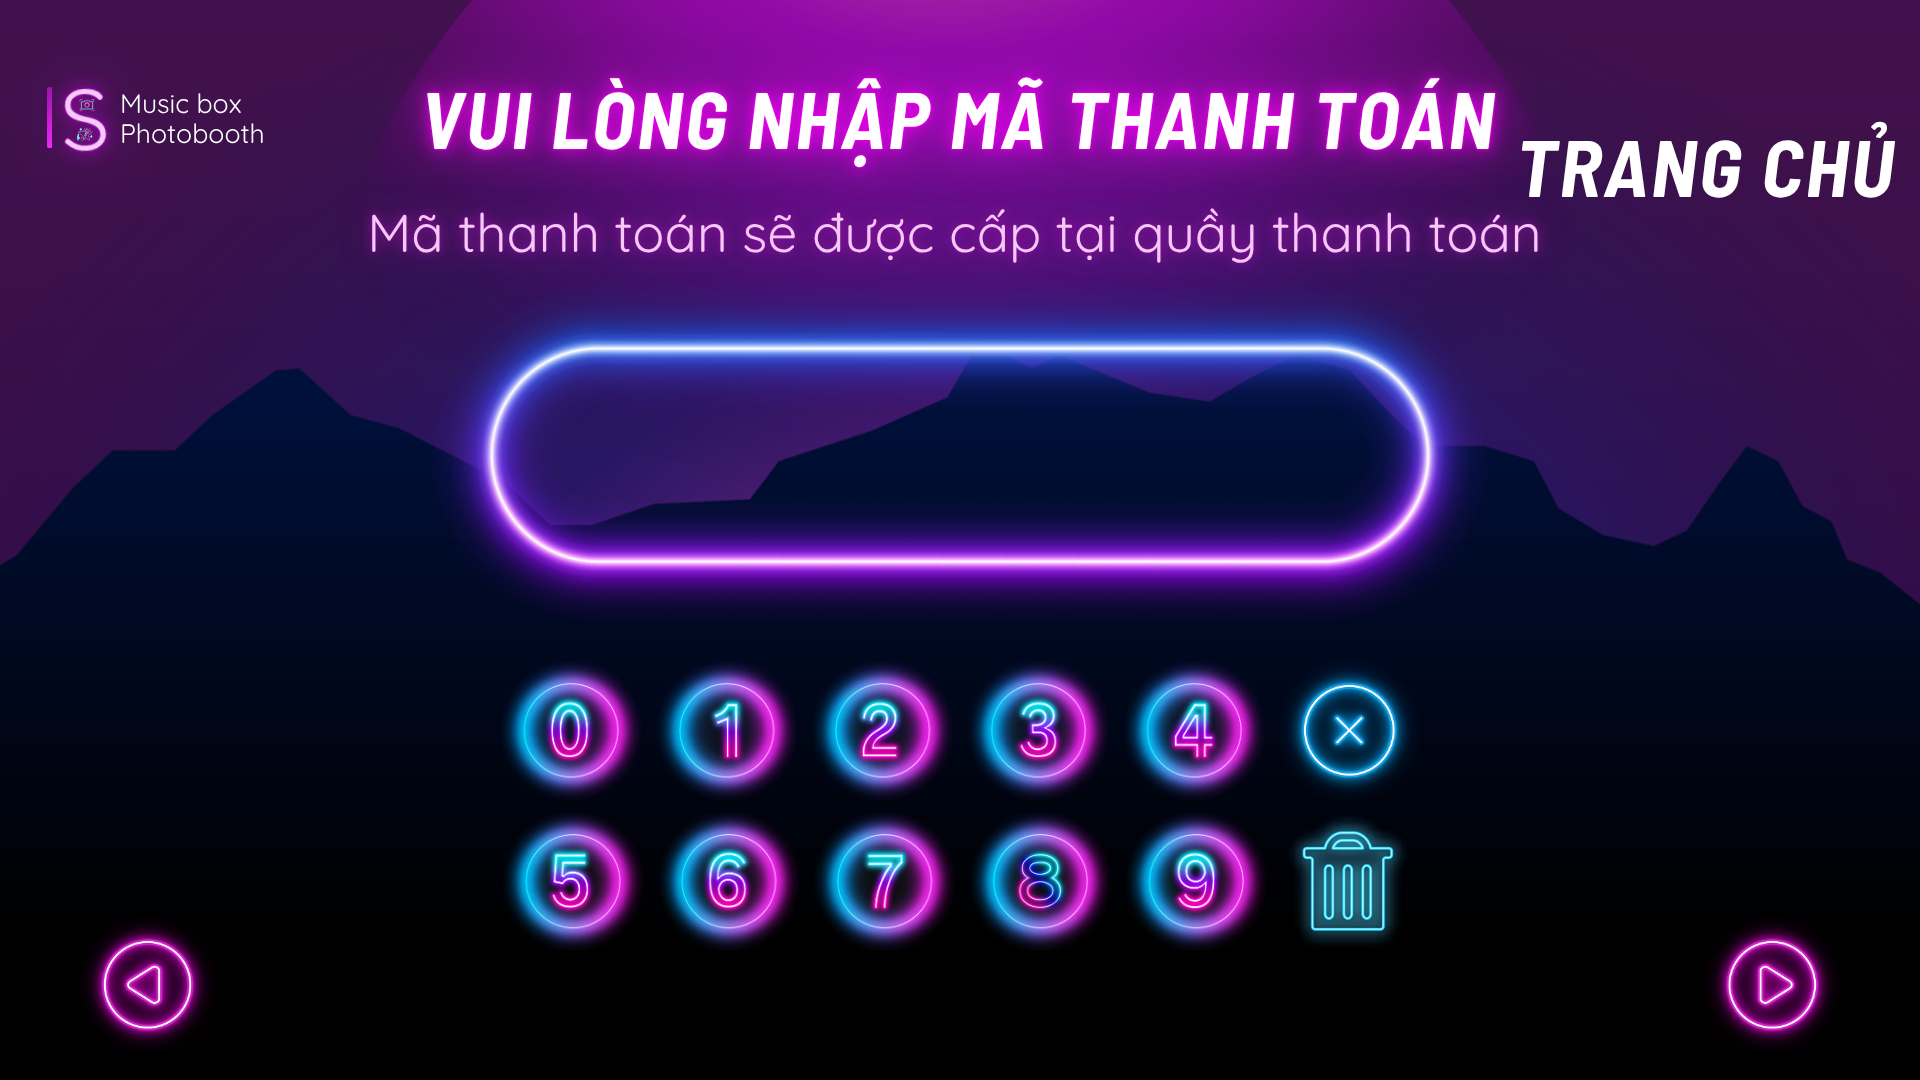 Music box
Photobooth
VUI LÒNG NHẬP MÃ THANH TOÁN
TRANG CHỦ
Mã thanh toán sẽ được cấp tại quầy thanh toán
0 1 2 3 4 ×
5 6 7 8 9